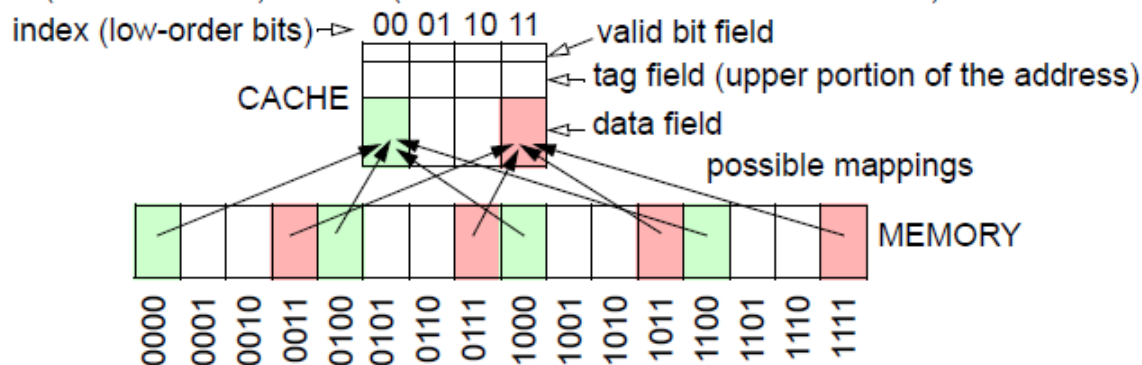 index (low-order bits) 00 01 10 11
valid bit field
tag field (upper portion of the address)
CACHE
data field
possible mappings
MEMORY
0000
0001
0010
0011
0100
0101
0110
0111
1000
1001
1010
1011
1100
1101
1110
1111